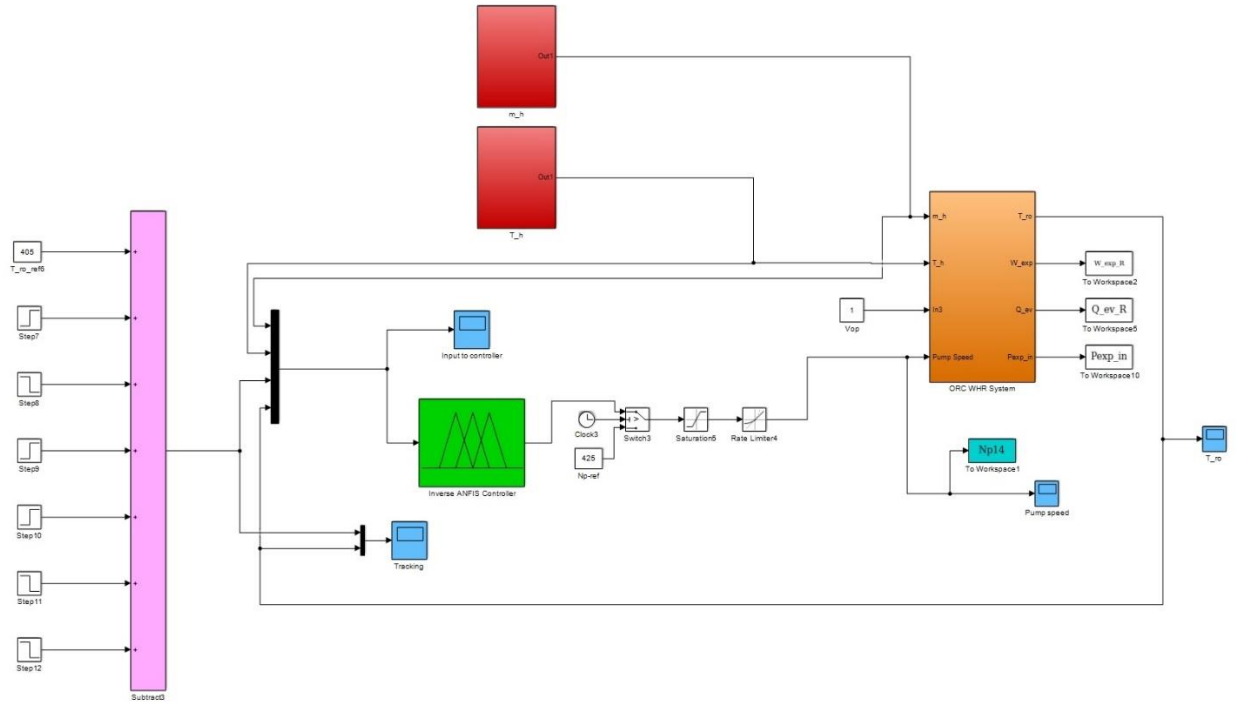 Out1
m_h
Out1
T_h
405
T_ro_ref6
+
Step7
+
Step8
+
Step9
+
Step10
+
Step11
+
Step12
+
Subtract3
Input to controller
Inverse ANFIS Controller
Tracking
Clock3
425
Np-ref
>
Switch3
Saturation5
Rate Limiter4
1
Vop
m_h
T_h
In3
Pump Speed
T_ro
W_exp
Q_ev
Pexp_in
ORC WHR System
W_exp_R
To Workspace2
Q_ev_R
To Workspace5
Pexp_in
To Workspace10
Np14
To Workspace1
Pump speed
T_ro